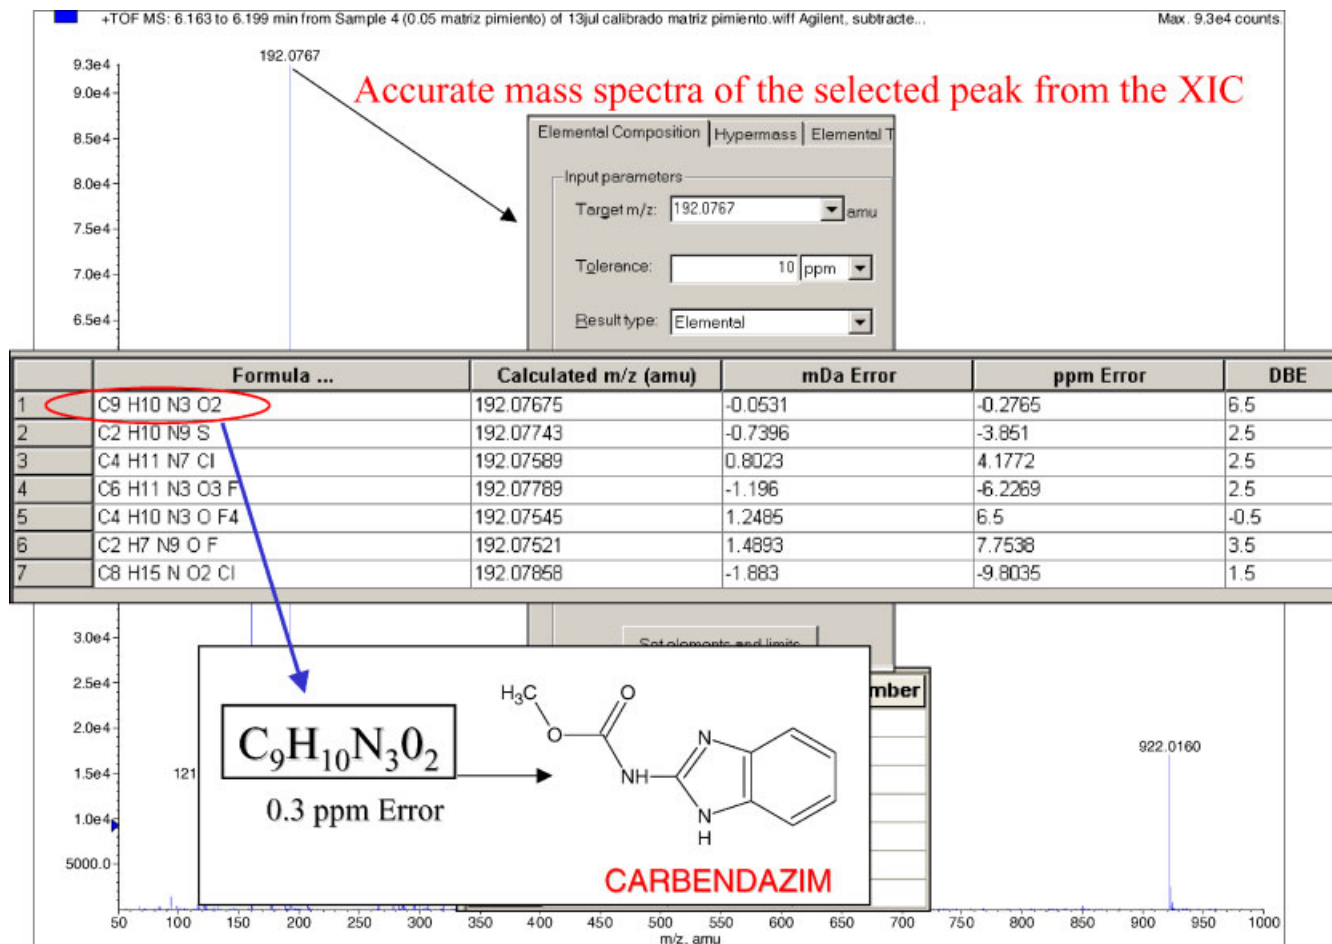 +TOF MS: 6.163 to 6.199 min from Sample 4 (0.05 matriz pimiento) of 13jul calibrado matriz pimiento.wiff Agilent, subtracte...
Max. 9.3e4 counts.
192.0767
Accurate mass spectra of the selected peak from the XIC
9.3e4
9.0e4
8.5e4
8.0e4
7.5e4
7.0e4
6.5e4
Elemental Composition Hypermass Elemental T
Input parameters
Target m/z: 192.0767 amu
Tolerance: 10 ppm
Result type: Elemental
Formula ... Calculated m/z (amu) mDa Error ppm Error DBE
1 C9 H10 N3 O2 192.07675 -0.0531 -0.2765 6.5
2 C2 H10 N9 S 192.07743 -0.7396 -3.851 2.5
3 C4 H11 N7 Cl 192.07589 0.8023 4.1772 2.5
4 C6 H11 N3 O3 F 192.07789 -1.196 -6.2269 2.5
5 C4 H10 N3 O F4 192.07545 1.2485 6.5 -0.5
6 C2 H7 N9 O F 192.07521 1.4893 7.7538 3.5
7 C8 H15 N O2 Cl 192.07858 -1.883 -9.8035 1.5
Set elements and limits
mber
3.0e4
2.5e4
2.0e4
1.5e4
1.0e4
5000.0
121
922.0160
C9H10N302
0.3 ppm Error
H3C
O
O
NH
N
N
H
CARBENDAZIM
50 100 150 200 250 300 350 400 450 500 550 600 650 700 750 800 850 900 950 1000
m/z, amu